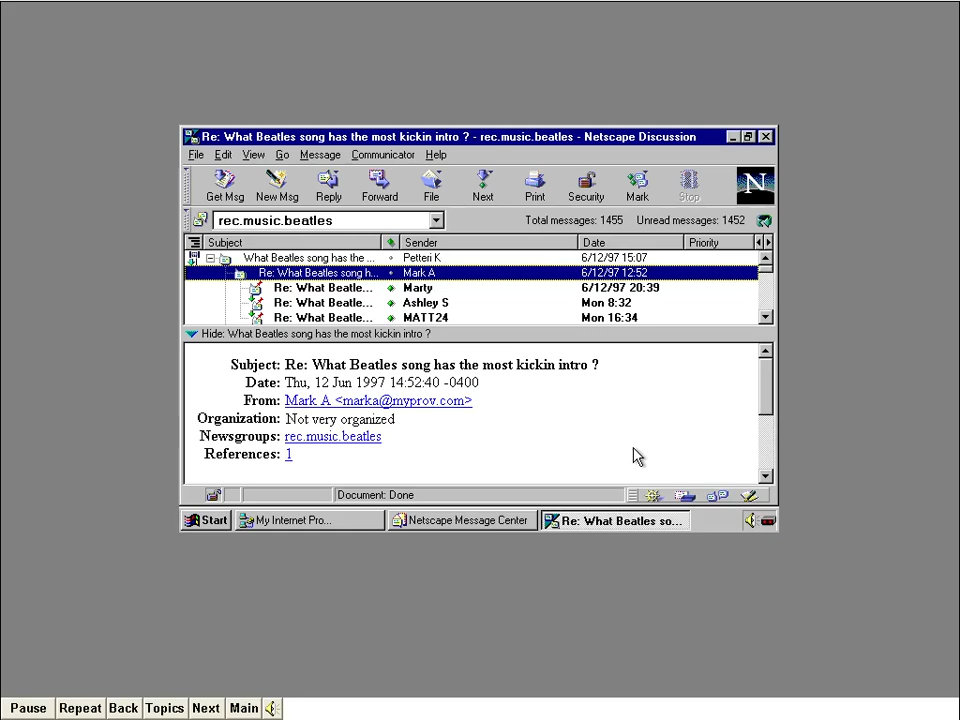 Re: What Beatles song has the most kickin intro ? - rec.music.beatles - Netscape Discussion
File Edit View Go Message Communicator Help
Get Msg New Msg Reply Forward File Next Print Security Mark Stop
N
rec.music.beatles Total messages: 1455 Unread messages: 1452
Subject Sender Date Priority
What Beatles song has the ... Petteri K 6/12/97 15:07
Re: What Beatles song h... Mark A 6/12/97 12:52
Re: What Beatle... Marty 6/12/97 20:39
Re: What Beatle... Ashley S Mon 8:32
Re: What Beatle... MATT24 Mon 16:34
Hide: What Beatles song has the most kickin intro ?
Subject: Re: What Beatles song has the most kickin intro ?
Date: Thu, 12 Jun 1997 14:52:40 -0400
From: Mark A <marka@myprov.com>
Organization: Not very organized
Newsgroups: rec.music.beatles
References: 1
Document: Done
Start My Internet Pro... Netscape Message Center Re: What Beatles so...
Pause Repeat Back Topics Next Main